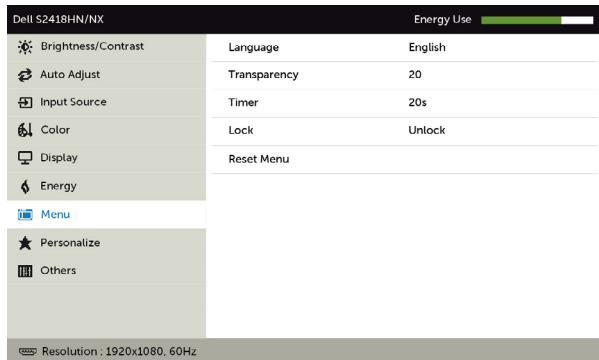 Dell S2418HN/NX Energy Use
Brightness/Contrast Language English
Auto Adjust Transparency 20
Input Source Timer 20s
Color Lock Unlock
Display Reset Menu
Energy
Menu
Personalize
Others
Resolution : 1920x1080, 60Hz